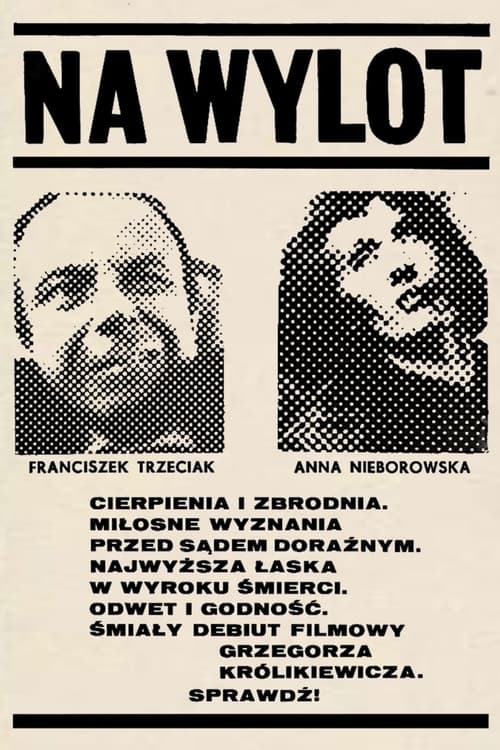 NA WYLOT
FRANCISZEK TRZECIAK
ANNA NIEBOROWSKA
CIERPIENIA I ZBRODNIA.
MIŁOSNE WYZNANIA
PRZED SĄDEM DORAŹNYM.
NAJWYŻSZA ŁASKA
W WYROKU ŚMIERCI.
ODWET I GODNOŚĆ.
ŚMIAŁY DEBIUT FILMOWY
GRZEGORZA
KRÓLIKIEWICZA.
SPRAWDŹ!